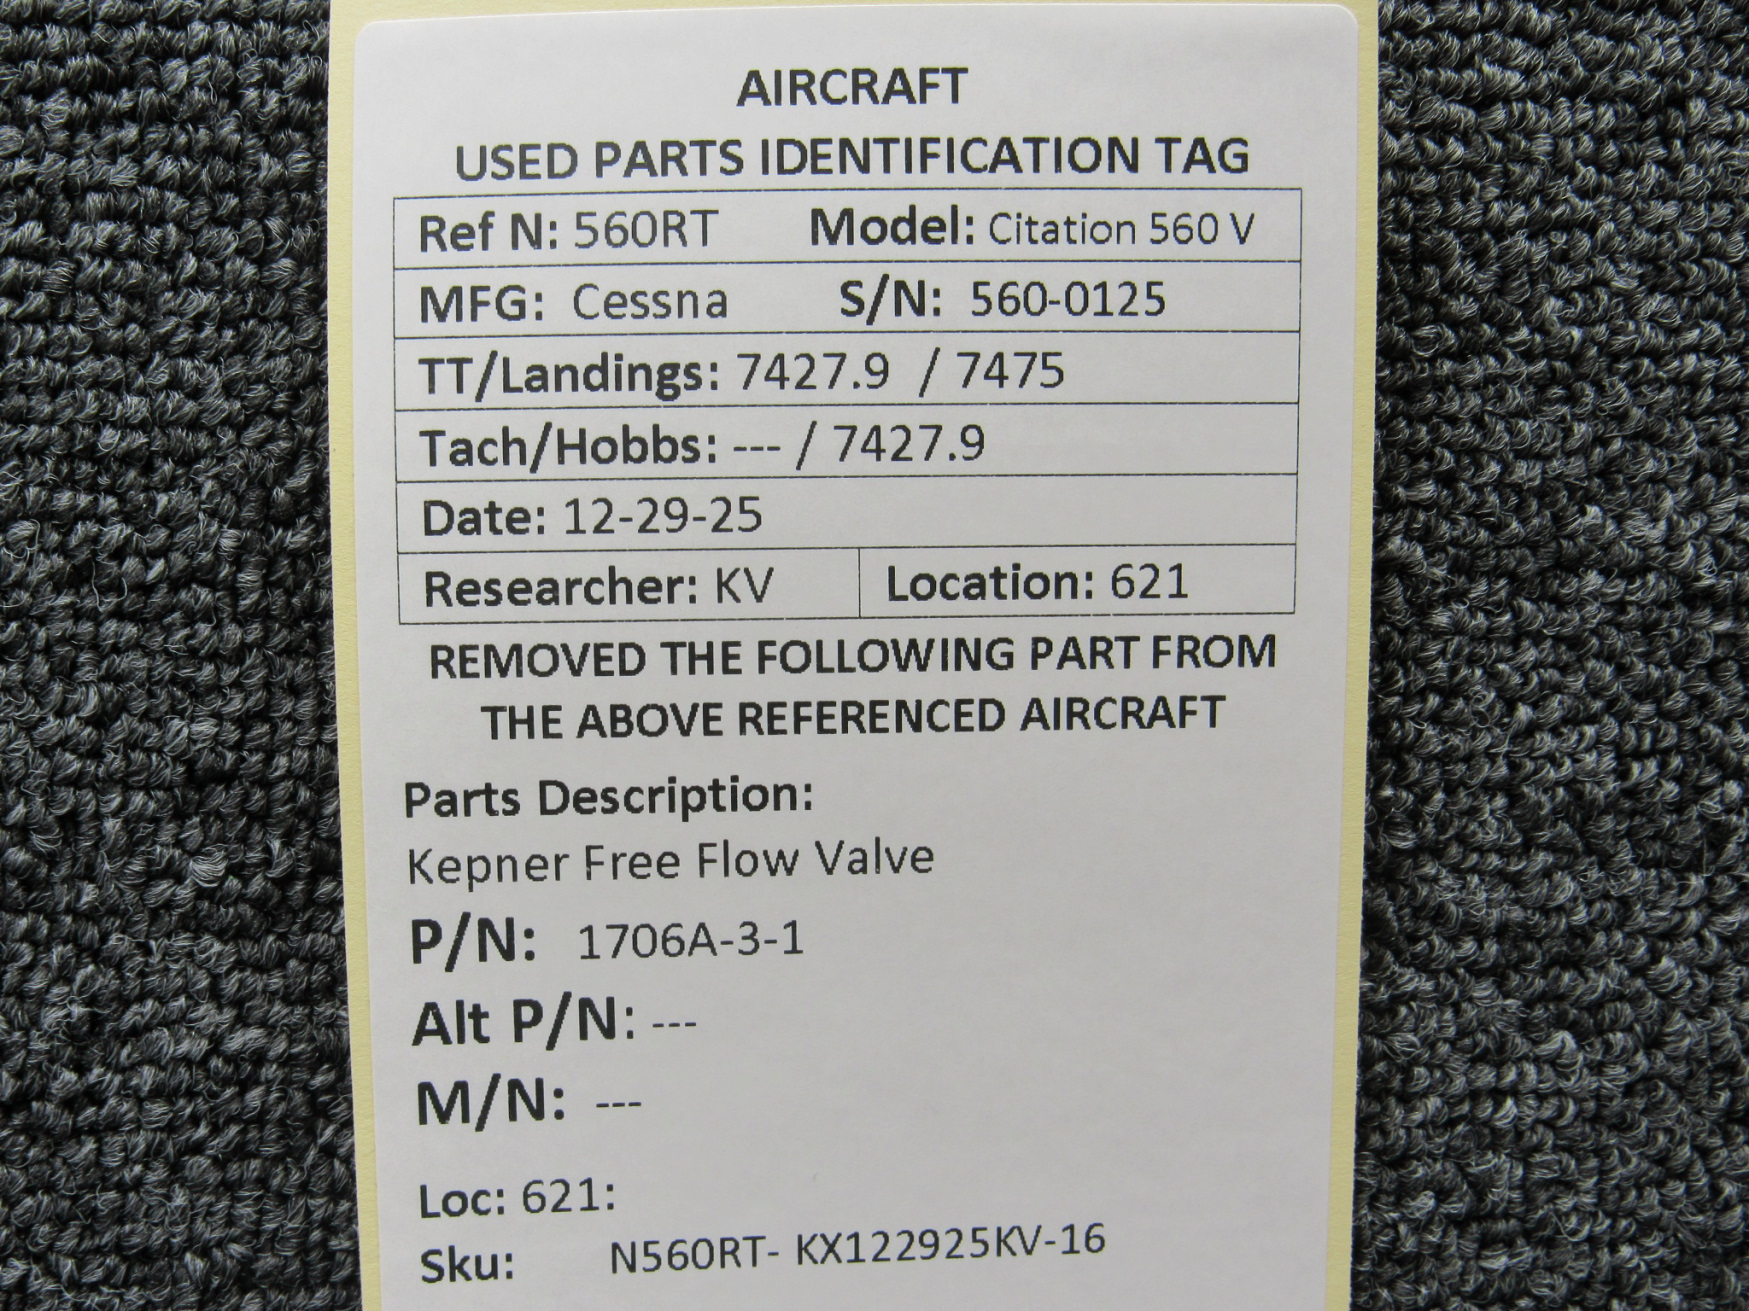 AIRCRAFT
USED PARTS IDENTIFICATION TAG
Ref N: 560RT Model: Citation 560 V
MFG: Cessna S/N: 560-0125
TT/Landings: 7427.9 / 7475
Tach/Hobbs: --- / 7427.9
Date: 12-29-25
Researcher: KV Location: 621
REMOVED THE FOLLOWING PART FROM
THE ABOVE REFERENCED AIRCRAFT
Parts Description:
Kepner Free Flow Valve
P/N: 1706A-3-1
Alt P/N: ---
M/N: ---
Loc: 621:
Sku: N560RT- KX122925KV-16